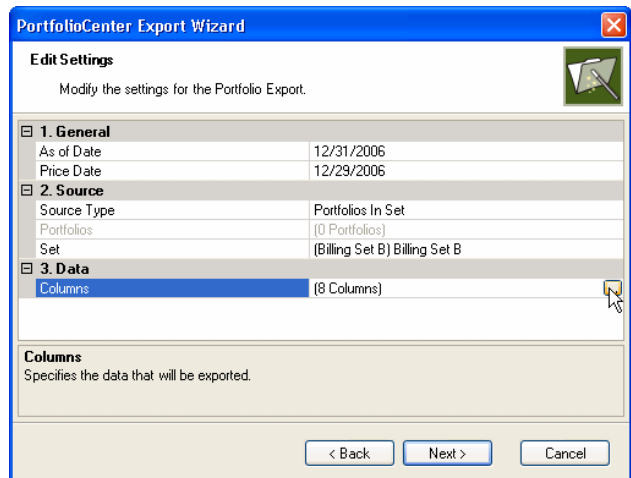 PortfolioCenter Export Wizard
Edit Settings
Modify the settings for the Portfolio Export.
1. General
As of Date 12/31/2006
Price Date 12/29/2006
2. Source
Source Type Portfolios In Set
Portfolios (0 Portfolios)
Set (Billing Set B) Billing Set B
3. Data
Columns (8 Columns)
Columns
Specifies the data that will be exported.
< Back Next > Cancel